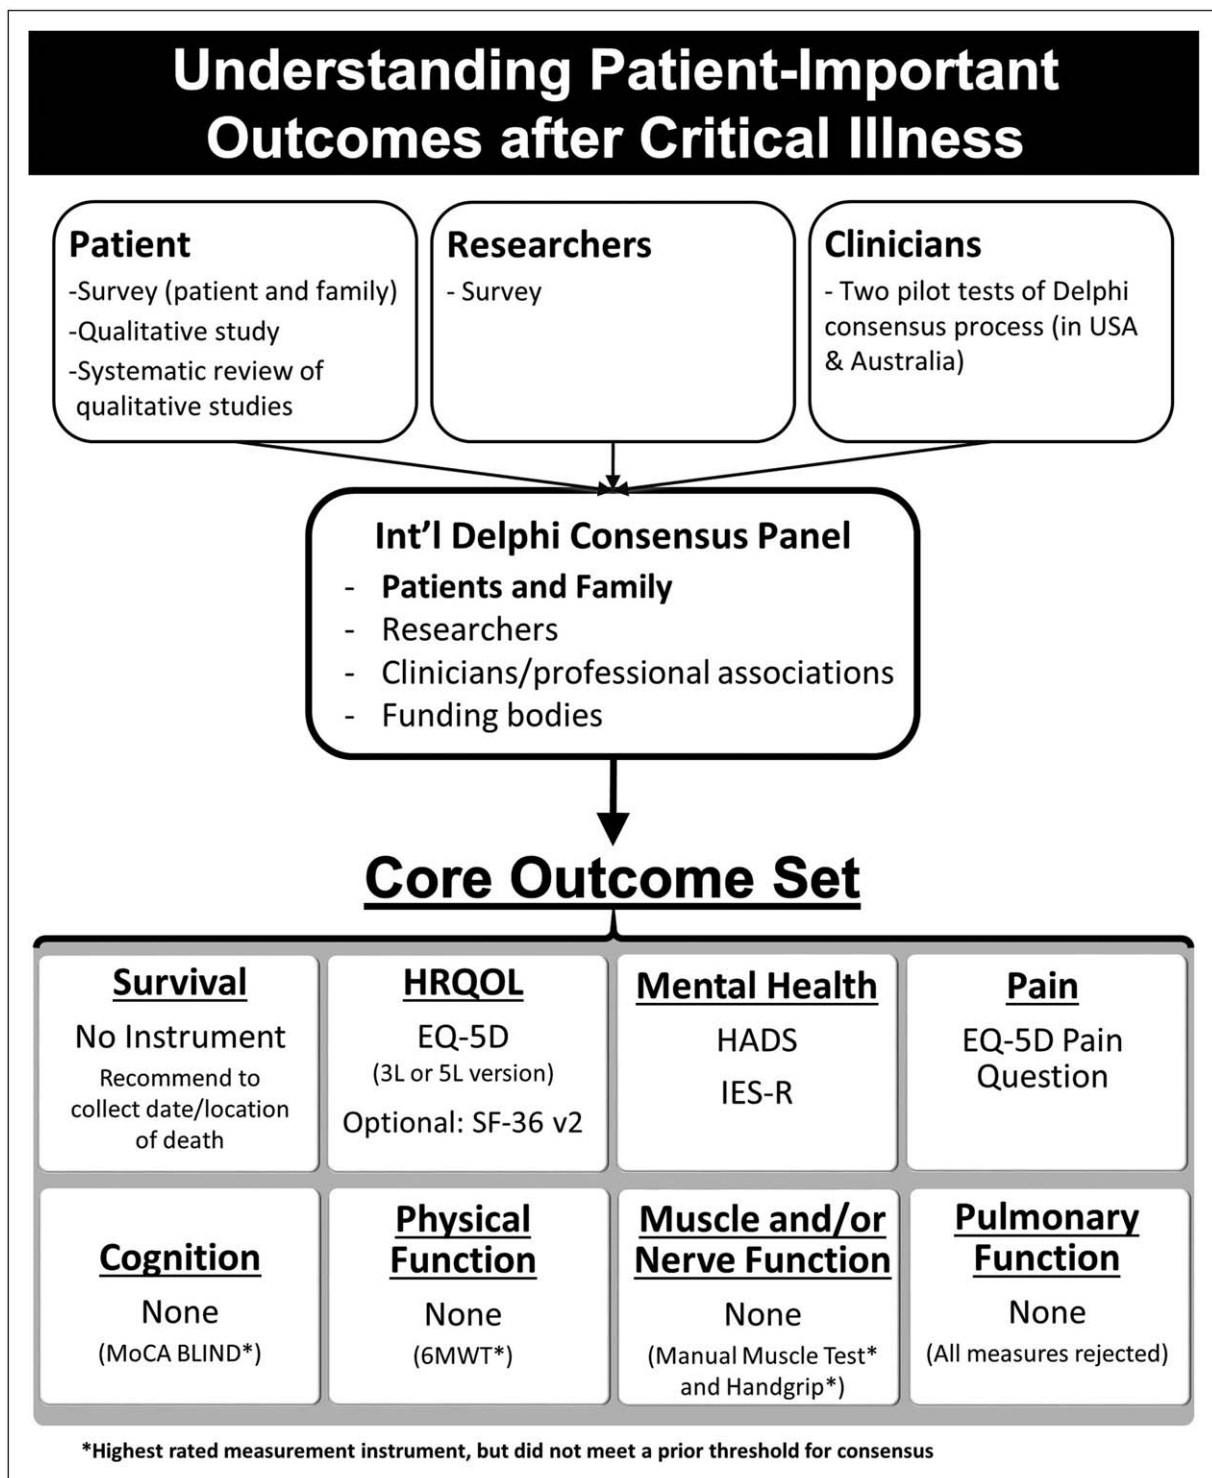 Understanding Patient-Important
Outcomes after Critical Illness
Patient
-Survey (patient and family)
-Qualitative study
-Systematic review of
qualitative studies
Researchers
- Survey
Clinicians
- Two pilot tests of Delphi
consensus process (in USA
& Australia)
Int'l Delphi Consensus Panel
- Patients and Family
- Researchers
- Clinicians/professional associations
- Funding bodies
Core Outcome Set
Survival
No Instrument
Recommend to
collect date/location
of death
HRQOL
EQ-5D
(3L or 5L version)
Optional: SF-36 v2
Mental Health
HADS
IES-R
Pain
EQ-5D Pain
Question
Cognition
None
(MoCA BLIND*)
Physical
Function
None
(6MWT*)
Muscle and/or
Nerve Function
None
(Manual Muscle Test*
and Handgrip*)
Pulmonary
Function
None
(All measures rejected)
*Highest rated measurement instrument, but did not meet a prior threshold for consensus